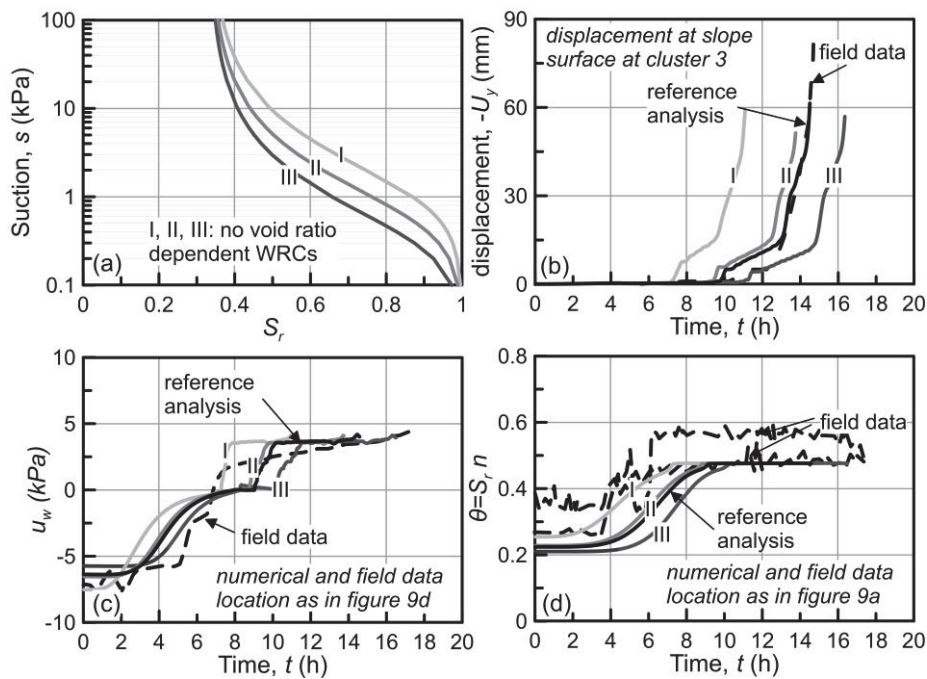 100
10
1
0.1
Suction, s (kPa)
I
II
III
I, II, III: no void ratio
dependent WRCs
(a)
0 0.2 0.4 0.6 0.8 1
Sᵣ
90
60
30
0
displacement, -U_y (mm)
displacement at slope
surface at cluster 3
field data
reference
analysis
I
II
III
(b)
0 2 4 6 8 10 12 14 16 18
Time, t (h)
10
5
0
-5
-10
u_w (kPa)
reference
analysis
I
II
III
field data
numerical and field data
location as in figure 9d
(c)
0 2 4 6 8 10 12 14 16 18 20
Time, t (h)
0.8
0.6
0.4
0.2
0
θ=Sᵣ n
field data
I
II
III
reference
analysis
numerical and field data
location as in figure 9a
(d)
0 2 4 6 8 10 12 14 16 18 20
Time, t (h)